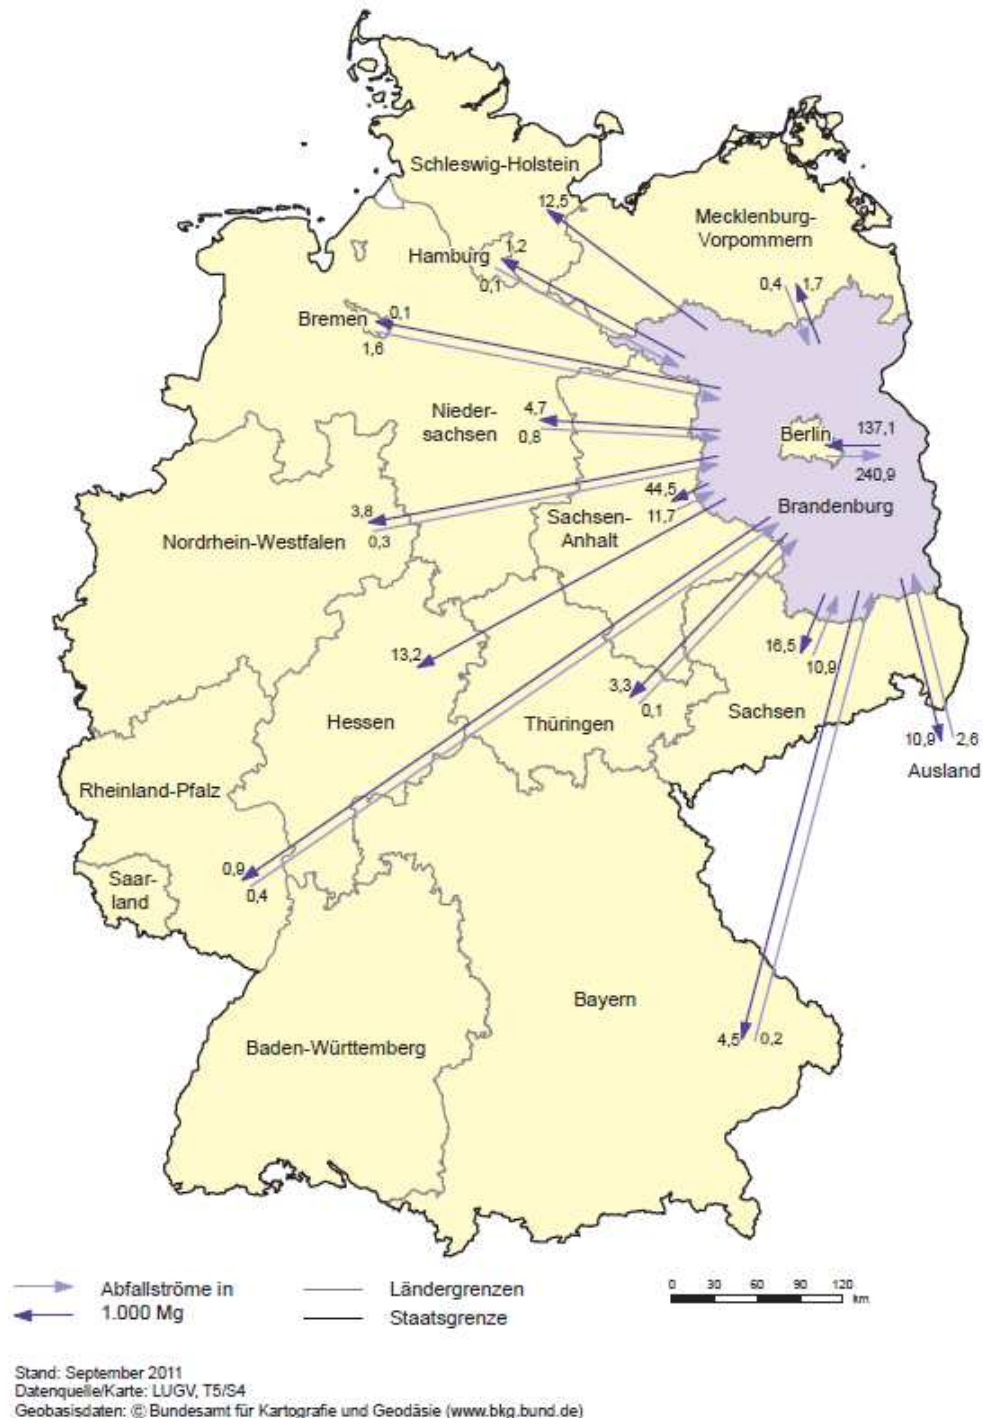 Schleswig-Holstein
12,5
Mecklenburg-
Vorpommern
Hamburg
1,2
0,1
0,4
1,7
Bremen
0,1
1,6
Nieder-
sachsen
4,7
0,8
Berlin
137,1
240,9
Brandenburg
44,5
11,7
Sachsen-
Anhalt
3,8
0,3
Nordrhein-Westfalen
13,2
Hessen
3,3
0,1
Thüringen
16,5
10,9
Sachsen
10,9
2,6
Ausland
Rheinland-Pfalz
0,9
0,4
Saar-
land
Bayern
4,5
0,2
Baden-Württemberg
Abfallströme in
1.000 Mg
Ländergrenzen
Staatsgrenze
0 30 60 90 120
km
Stand: September 2011
Datenquelle/Karte: LUGV, T5/S4
Geobasisdaten: © Bundesamt für Kartografie und Geodäsie (www.bkg.bund.de)